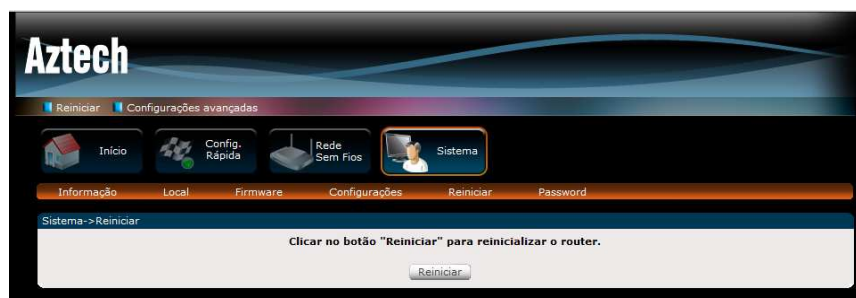 Aztech
Reiniciar Configurações avançadas
Início
Config.
Rápida
Rede
Sem Fios
Sistema
Informação Local Firmware Configurações Reiniciar Password
Sistema->Reiniciar
Clicar no botão "Reiniciar" para reinicializar o router.
Reiniciar